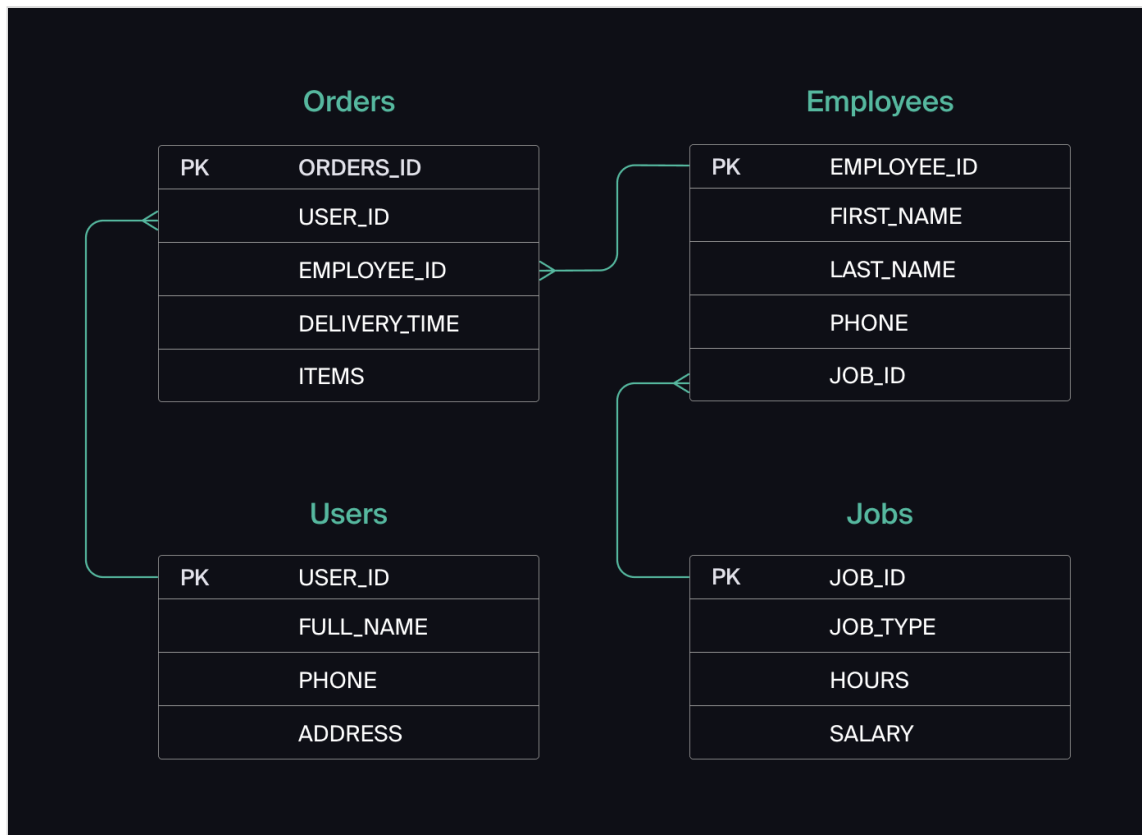 Orders
PK ORDERS_ID
USER_ID
EMPLOYEE_ID
DELIVERY_TIME
ITEMS
Employees
PK EMPLOYEE_ID
FIRST_NAME
LAST_NAME
PHONE
JOB_ID
Users
PK USER_ID
FULL_NAME
PHONE
ADDRESS
Jobs
PK JOB_ID
JOB_TYPE
HOURS
SALARY